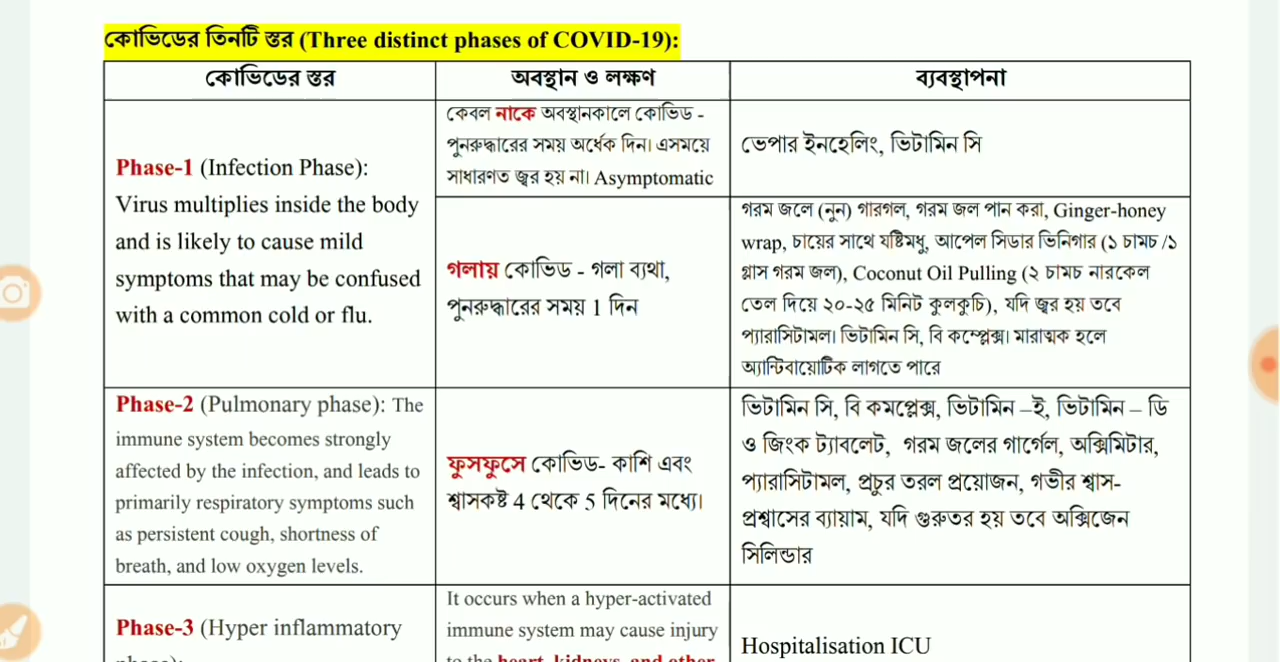 কোভিডের তিনটি স্তর (Three distinct phases of COVID-19):
কোভিডের স্তর
অবস্থান ও লক্ষণ
ব্যবস্থাপনা
Phase-1 (Infection Phase):
Virus multiplies inside the body
and is likely to cause mild
symptoms that may be confused
with a common cold or flu.
কেবল নাকে অবস্থানকালে কোভিড -
পুনরুদ্ধারের সময় অর্ধেক দিন। এসময়ে
সাধারণত জ্বর হয় না। Asymptomatic
ভেপার ইনহেলিং, ভিটামিন সি
গলায় কোভিড - গলা ব্যথা,
পুনরুদ্ধারের সময় 1 দিন
গরম জলে (নুন) গারগল, গরম জল পান করা, Ginger-honey
wrap, চায়ের সাথে যষ্টিমধু, আপেল সিডার ভিনিগার (১ চামচ /১
গ্লাস গরম জল), Coconut Oil Pulling (২ চামচ নারকেল
তেল দিয়ে ২০-২৫ মিনিট কুলকুচি), যদি জ্বর হয় তবে
প্যারাসিটামল। ভিটামিন সি, বি কম্প্লেক্স। মারাত্মক হলে
অ্যান্টিবায়োটিক লাগতে পারে
Phase-2 (Pulmonary phase): The
immune system becomes strongly
affected by the infection, and leads to
primarily respiratory symptoms such
as persistent cough, shortness of
breath, and low oxygen levels.
ফুসফুসে কোভিড- কাশি এবং
শ্বাসকষ্ট 4 থেকে 5 দিনের মধ্যে।
ভিটামিন সি, বি কমপ্লেক্স, ভিটামিন –ই, ভিটামিন – ডি
ও জিংক ট্যাবলেট, গরম জলের গার্গেল, অক্সিমিটার,
প্যারাসিটামল, প্রচুর তরল প্রয়োজন, গভীর শ্বাস-
প্রশ্বাসের ব্যায়াম, যদি গুরুতর হয় তবে অক্সিজেন
সিলিন্ডার
Phase-3 (Hyper inflammatory
phase):
It occurs when a hyper-activated
immune system may cause injury
to the heart, kidneys, and other
Hospitalisation ICU